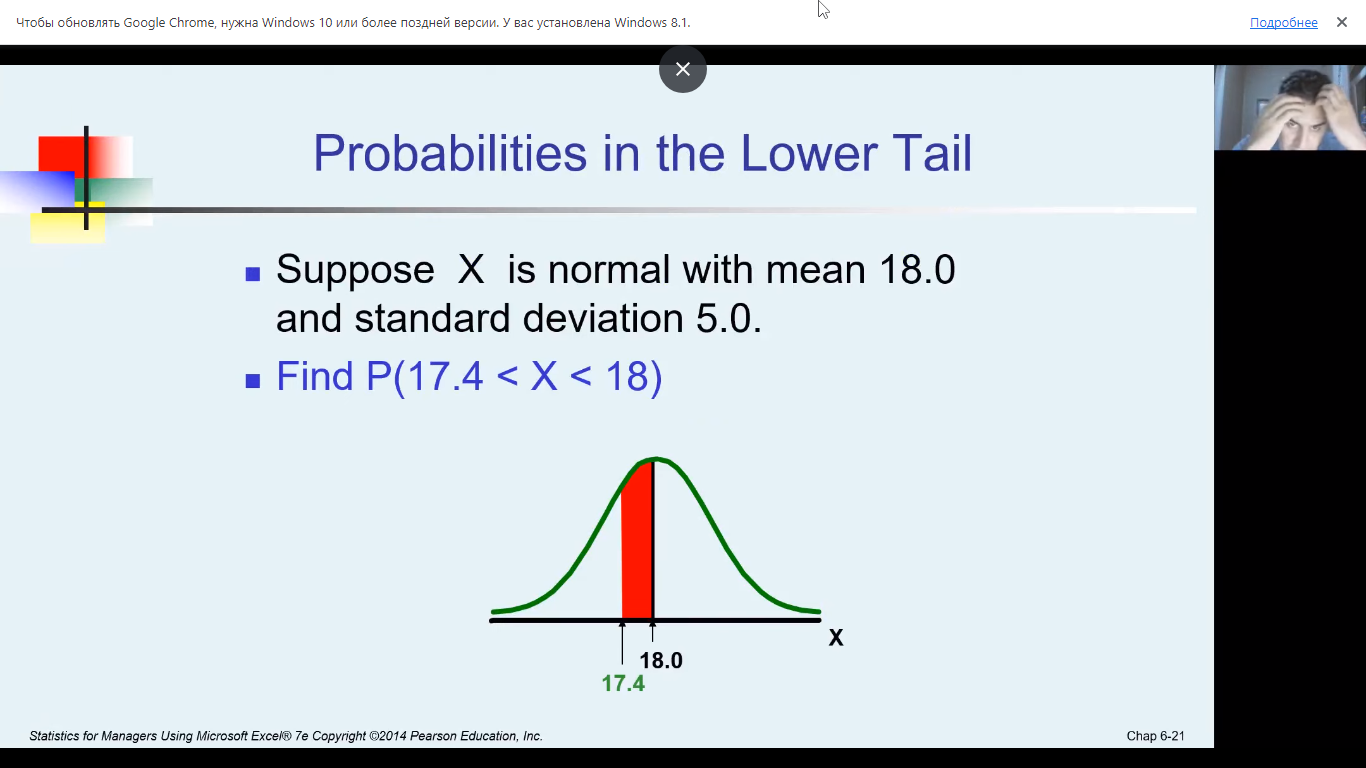 Чтобы обновлять Google Chrome, нужна Windows 10 или более поздней версии. У вас установлена Windows 8.1.
Подробнее
Probabilities in the Lower Tail
Suppose X is normal with mean 18.0
and standard deviation 5.0.
Find P(17.4 < X < 18)
X
18.0
17.4
Statistics for Managers Using Microsoft Excel® 7e Copyright ©2014 Pearson Education, Inc.
Chap 6-21